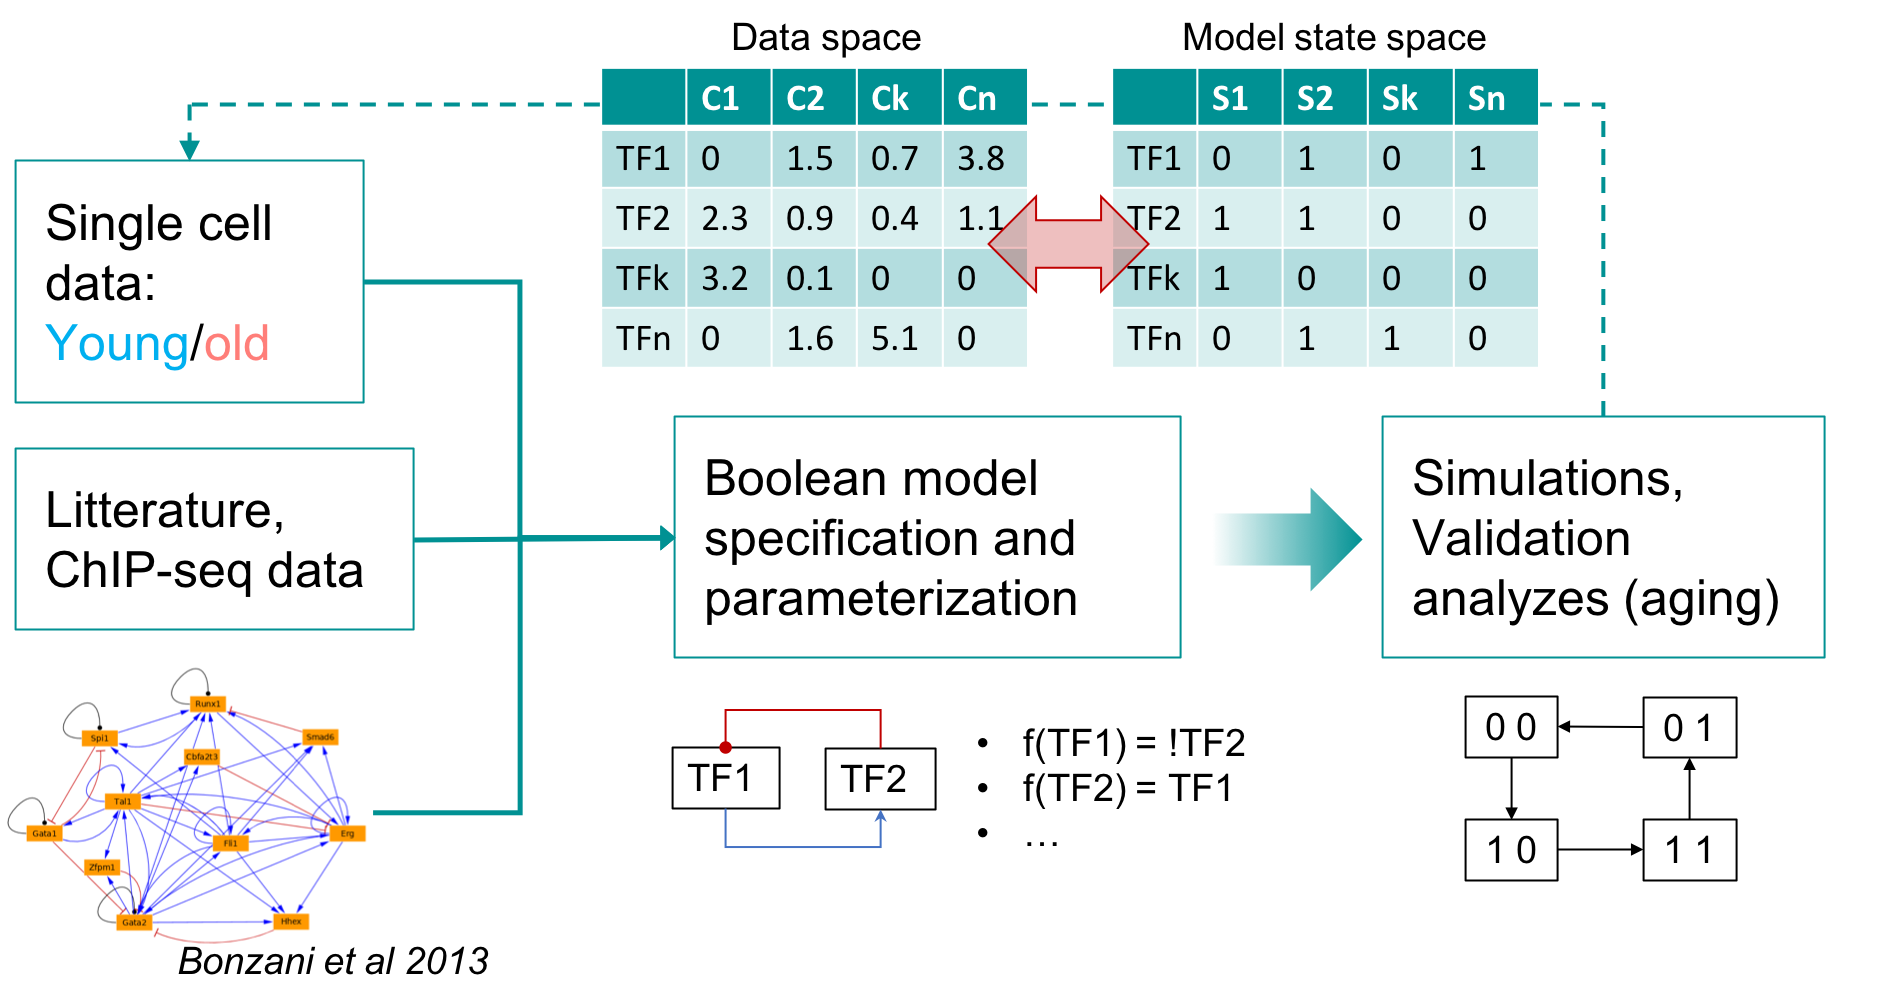 Data space
C1 C2 Ck Cn
TF1 0 1.5 0.7 3.8
TF2 2.3 0.9 0.4 1.1
TFk 3.2 0.1 0 0
TFn 0 1.6 5.1 0
Model state space
S1 S2 Sk Sn
TF1 0 1 0 1
TF2 1 1 0 0
TFk 1 0 0 0
TFn 0 1 1 0
Single cell
data:
Young/old
Litterature,
ChIP-seq data
Boolean model
specification and
parameterization
Simulations,
Validation
analyzes (aging)
Runx1
Spi1
Smad6
Cbfa2t3
Tal1
Gata1
Erg
Fli1
Zfpm1
Gata2
Hhex
Bonzani et al 2013
TF1
TF2
• f(TF1) = !TF2
• f(TF2) = TF1
• …
0 0
0 1
1 0
1 1